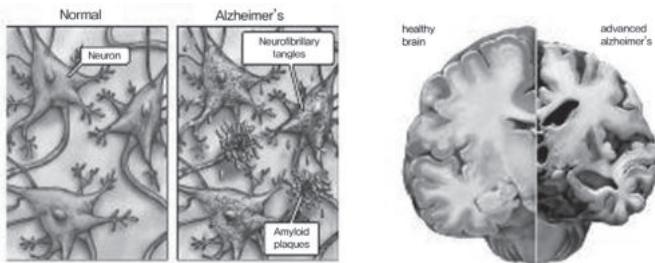 Normal
Alzheimer's
Neuron
Neurofibrillary
tangles
Amyloid
plaques
healthy
brain
advanced
alzheimer's